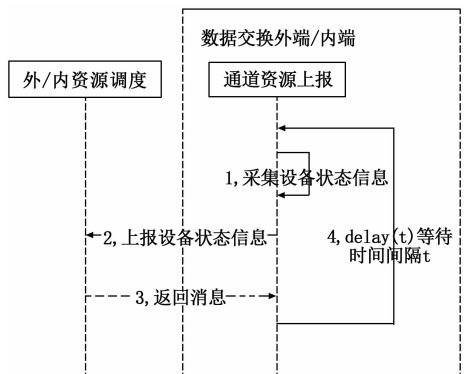 数据交换外端/内端
外/内资源调度
通道资源上报
1,采集设备状态信息
2,上报设备状态信息
4,delay(t)等待
时间间隔t
3,返回消息